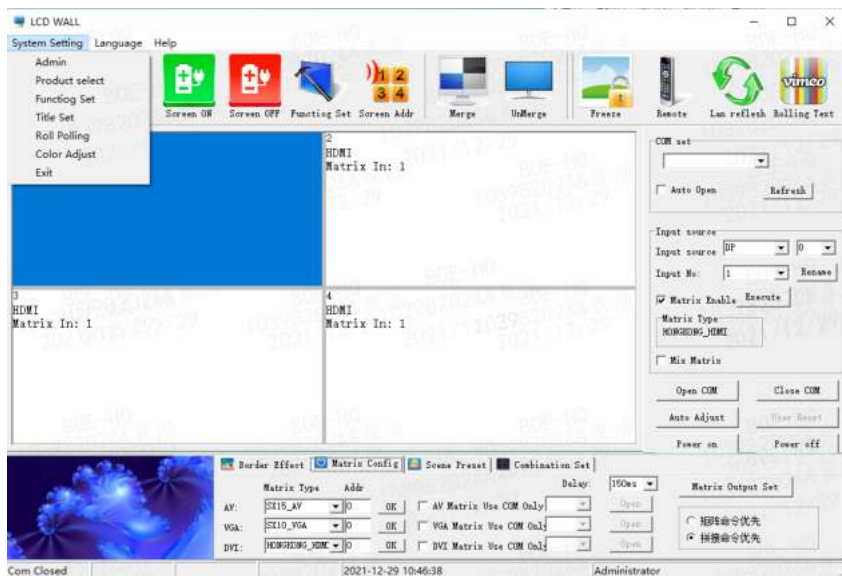 LCD WALL
System Setting Language Help
Admin
Product select
Functiog Set
Title Set
Roll Polling
Color Adjust
Exit
Screen ON Screen OFF Functiog Set Screen Addr Merge UnMerge Freeze Remote Lan reflesh Rolling Text
1 2
3 4
vimeo
2
HDMI
Matrix In: 1
3
HDMI
Matrix In: 1
4
HDMI
Matrix In: 1
COM set
Auto Open Refresh
Input source
Input source DP 0
Input No: 1 Rename
Matrix Enable Execute
Matrix Type
HONGKONG_HDMI
Mix Matrix
Open COM Close COM
Auto Adjust User Reset
Power on Power off
Border Effect Matrix Config Scene Preset Combination Set
Matrix Type Addr Delay: 150ms Matrix Output Set
AV: SX15_AV 0 OK AV Matrix Use COM Only Open
VGA: SX10_VGA 0 OK VGA Matrix Use COM Only Open
DVI: HONGKONG_HDMI 0 OK DVI Matrix Use COM Only Open
矩阵命令优先
拼接命令优先
Com Closed 2021-12-29 10:46:38 Administrator